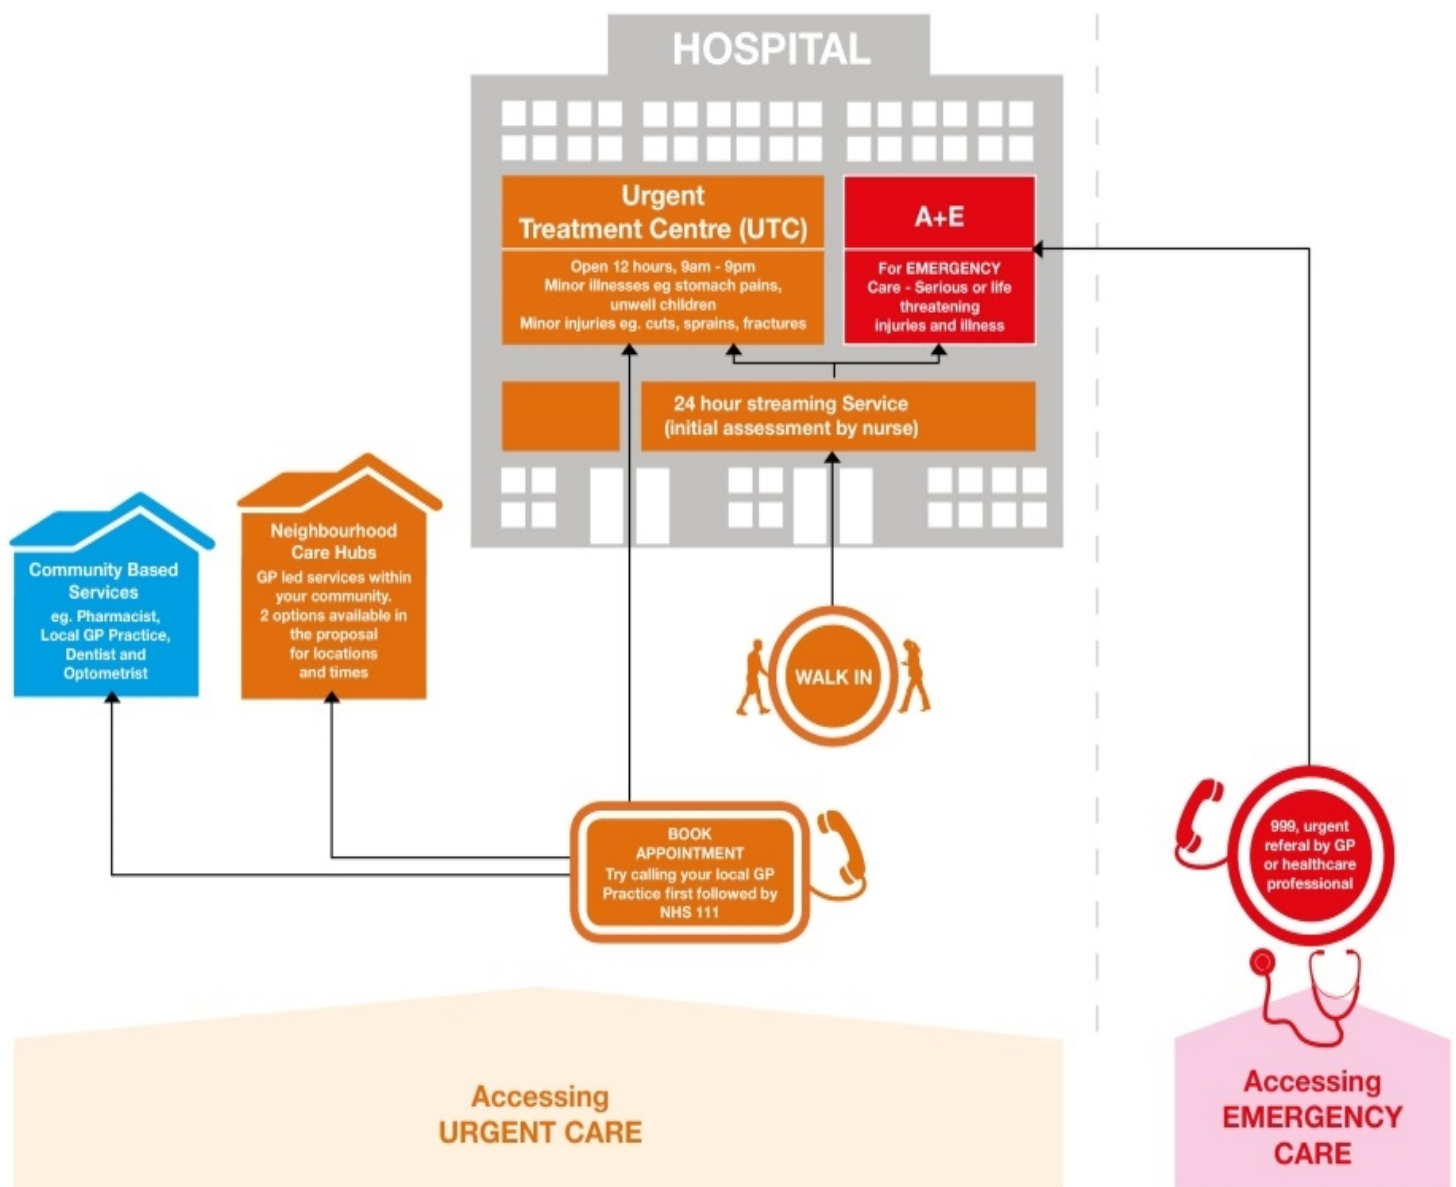 HOSPITAL
Urgent
Treatment Centre (UTC)
Open 12 hours, 9am - 9pm
Minor illnesses eg stomach pains,
unwell children
Minor injuries eg. cuts, sprains, fractures
A+E
For EMERGENCY
Care - Serious or life
threatening
injuries and illness
24 hour streaming Service
(initial assessment by nurse)
Community Based
Services
eg. Pharmacist,
Local GP Practice,
Dentist and
Optometrist
Neighbourhood
Care Hubs
GP led services within
your community.
2 options available in
the proposal
for locations
and times
WALK IN
BOOK
APPOINTMENT
Try calling your local GP
Practice first followed by
NHS 111
999, urgent
referal by GP
or healthcare
professional
Accessing
URGENT CARE
Accessing
EMERGENCY
CARE